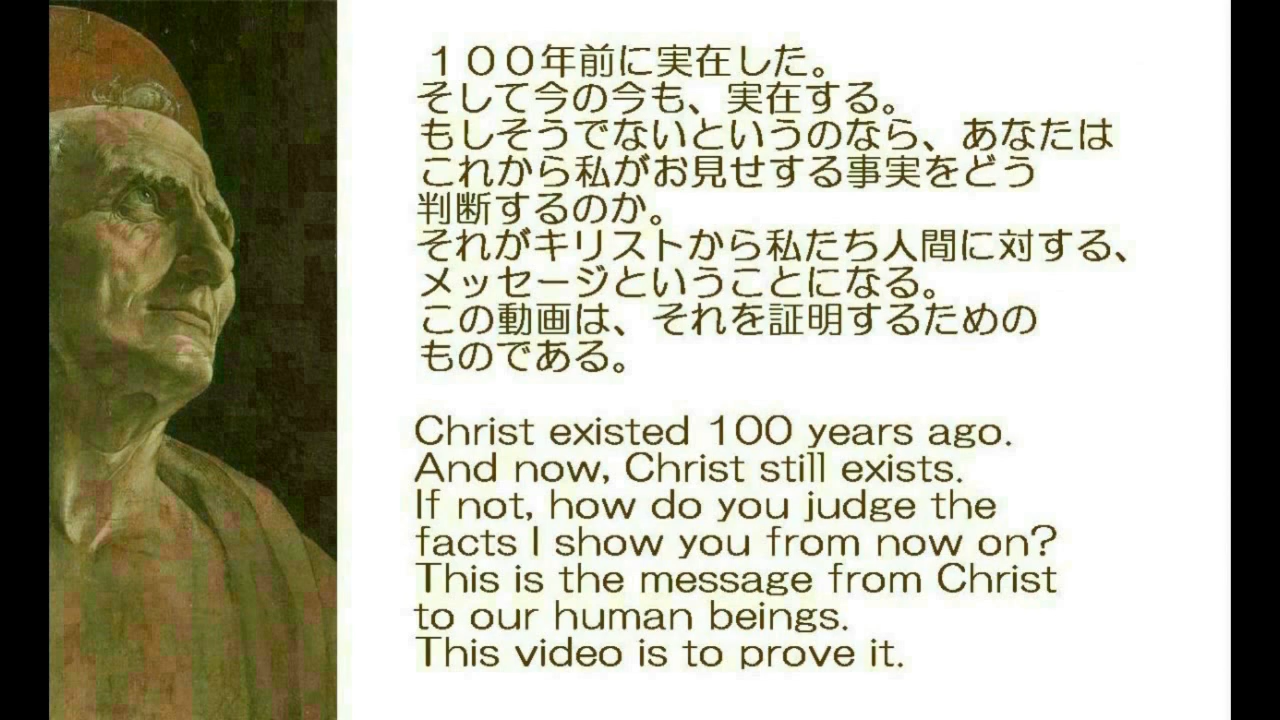 １００年前に実在した。
そして今の今も、実在する。
もしそうでないというのなら、あなたは
これから私がお見せする事実をどう
判断するのか。
それがキリストから私たち人間に対する、
メッセージということになる。
この動画は、それを証明するための
ものである。
Christ existed 100 years ago.
And now, Christ still exists.
If not, how do you judge the
facts I show you from now on?
This is the message from Christ
to our human beings.
This video is to prove it.